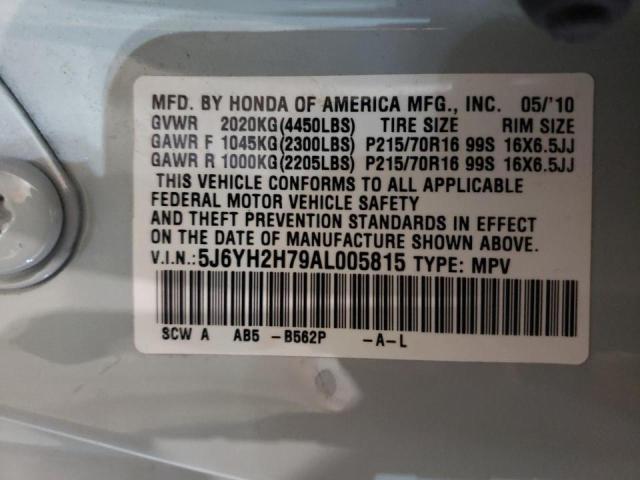 MFD. BY HONDA OF AMERICA MFG., INC. 05/'10
GVWR 2020KG(4450LBS) TIRE SIZE RIM SIZE
GAWR F 1045KG(2300LBS) P215/70R16 99S 16X6.5JJ
GAWR R 1000KG(2205LBS) P215/70R16 99S 16X6.5JJ
THIS VEHICLE CONFORMS TO ALL APPLICABLE
FEDERAL MOTOR VEHICLE SAFETY
AND THEFT PREVENTION STANDARDS IN EFFECT
ON THE DATE OF MANUFACTURE SHOWN ABOVE.
V.I.N.:5J6YH2H79AL005815 TYPE: MPV
SCW A AB5 -B562P -A-L